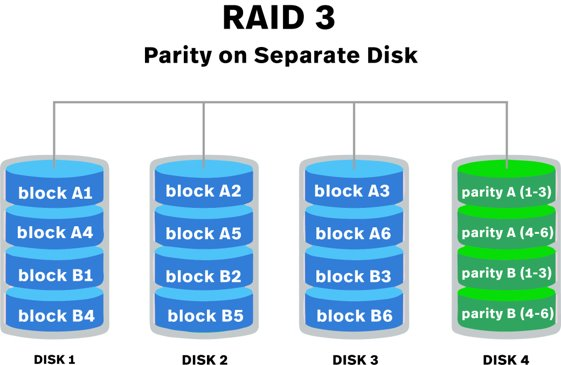 RAID 3
Parity on Separate Disk
block A1
block A4
block B1
block B4
DISK 1
block A2
block A5
block B2
block B5
DISK 2
block A3
block A6
block B3
block B6
DISK 3
parity A (1-3)
parity A (4-6)
parity B (1-3)
parity B (4-6)
DISK 4